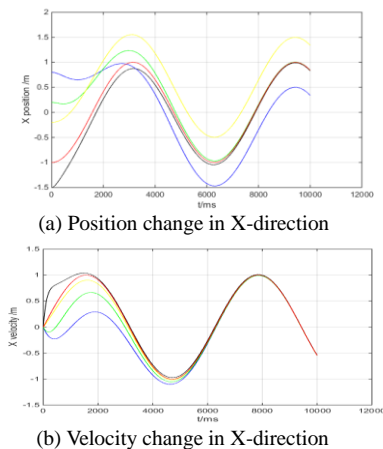 2
1.5
1
0.5
0
-0.5
-1
-1.5
X position /m
0 2000 4000 6000 8000 10000 12000
t/ms
(a) Position change in X-direction
1.5
1
0.5
0
-0.5
-1
-1.5
X velocity /m
0 2000 4000 6000 8000 10000 12000
t/ms
(b) Velocity change in X-direction